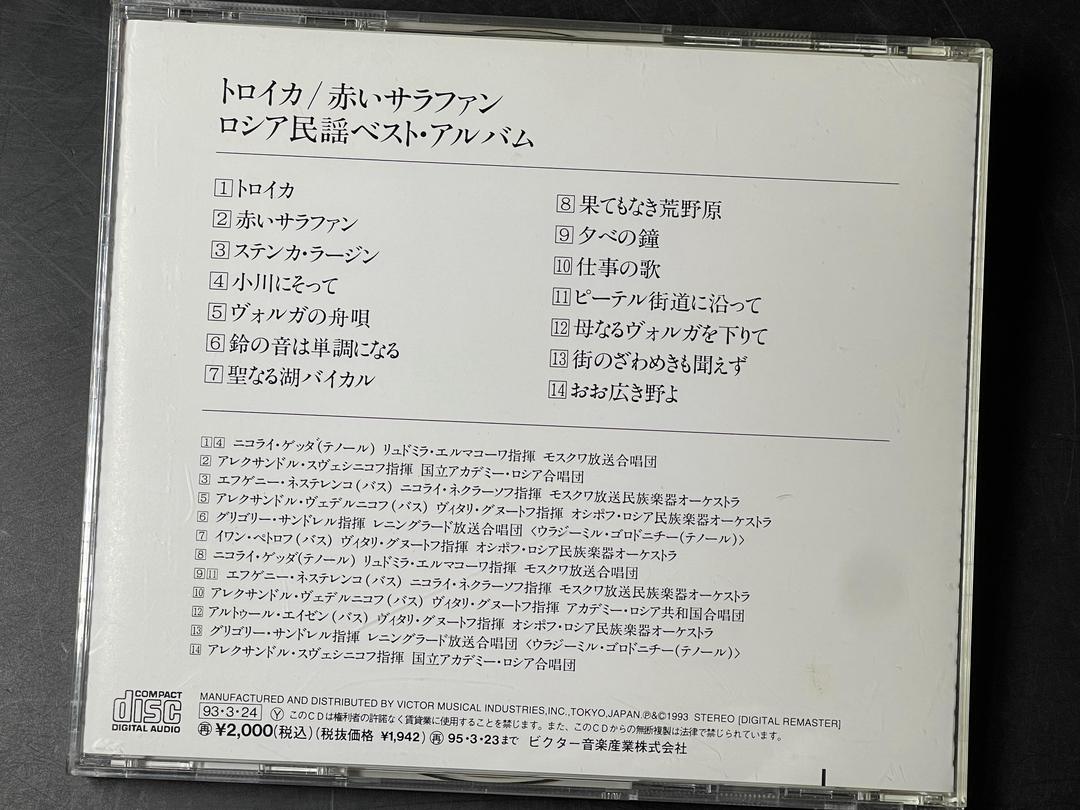 トロイカ/赤いサラファン
ロシア民謡ベスト・アルバム
1 トロイカ
2 赤いサラファン
3 ステンカ・ラージン
4 小川にそって
5 ヴォルガの舟唄
6 鈴の音は単調になる
7 聖なる湖バイカル
8 果てもなき荒野原
9 夕べの鐘
10 仕事の歌
11 ピーテル街道に沿って
12 母なるヴォルガを下りて
13 街のざわめきも聞えず
14 おお広き野よ
1 4 ニコライ・ゲッダ(テノール) リュドミラ・エルマコーワ指揮 モスクワ放送合唱団
2 アレクサンドル・スヴェシニコフ指揮 国立アカデミー・ロシア合唱団
3 エフゲニー・ネステレンコ(バス) ニコライ・ネクラーソフ指揮 モスクワ放送民族楽器オーケストラ
5 アレクサンドル・ヴェデルニコフ(バス) ヴィタリ・グヌートフ指揮 オシポフ・ロシア民族楽器オーケストラ
6 グリゴリー・サンドレル指揮 レニングラード放送合唱団 〈ウラジーミル・ゴロドニチー(テノール)〉
7 イワン・ペトロフ(バス) ヴィタリ・グヌートフ指揮 オシポフ・ロシア民族楽器オーケストラ
8 ニコライ・ゲッダ(テノール) リュドミラ・エルマコーワ指揮 モスクワ放送合唱団
9 11 エフゲニー・ネステレンコ(バス) ニコライ・ネクラーソフ指揮 モスクワ放送民族楽器オーケストラ
10 アレクサンドル・ヴェデルニコフ(バス) ヴィタリ・グヌートフ指揮 アカデミー・ロシア共和国合唱団
12 アルトゥール・エイゼン(バス) ヴィタリ・グヌートフ指揮 オシポフ・ロシア民族楽器オーケストラ
13 グリゴリー・サンドレル指揮 レニングラード放送合唱団 〈ウラジーミル・ゴロドニチー(テノール)〉
14 アレクサンドル・スヴェシニコフ指揮 国立アカデミー・ロシア合唱団
COMPACT
disc
DIGITAL AUDIO
MANUFACTURED AND DISTRIBUTED BY VICTOR MUSICAL INDUSTRIES,INC.,TOKYO,JAPAN.℗&©1993 STEREO [DIGITAL REMASTER]
93・3・24 Ⓨ このCDは権利者の許諾なく賃貸業に使用することを禁じます。また、このCDからの無断複製は法律で禁じられています。
再 ¥2,000(税込)(税抜価格 ¥1,942) 再 95・3・23まで ビクター音楽産業株式会社